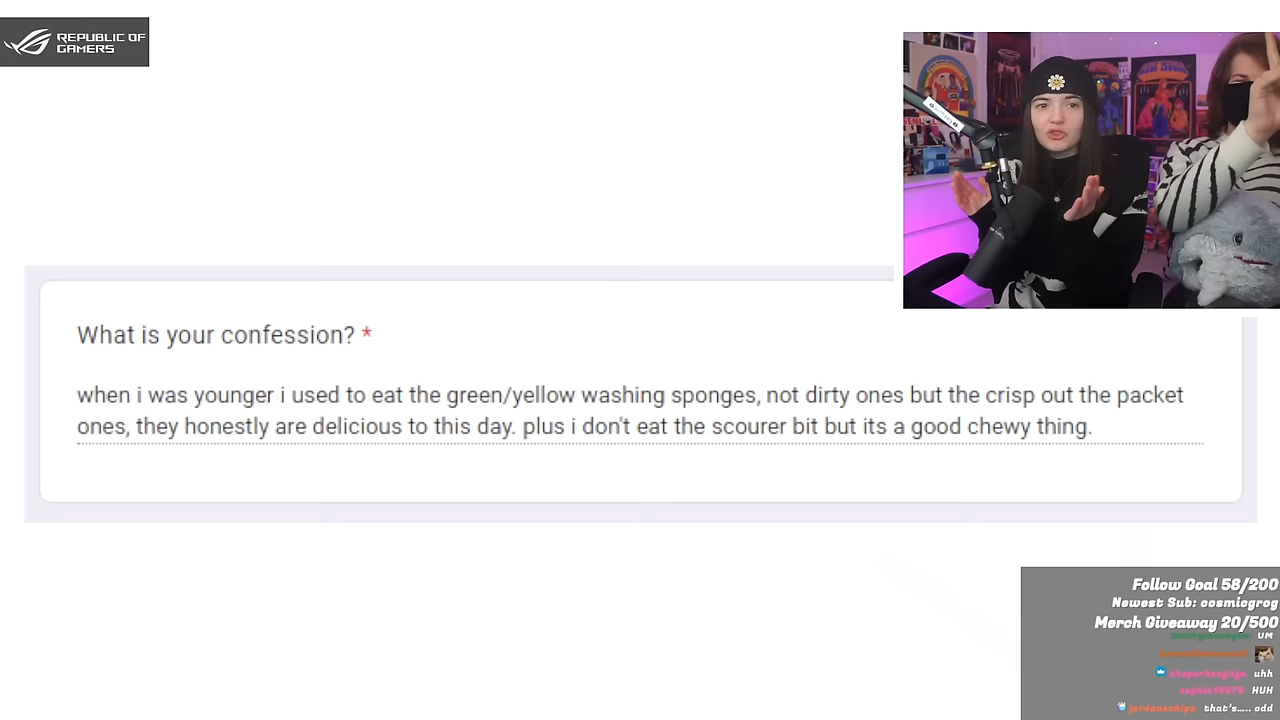 REPUBLIC OF
GAMERS
What is your confession? *
when i was younger i used to eat the green/yellow washing sponges, not dirty ones but the crisp out the packet
ones, they honestly are delicious to this day. plus i don't eat the scourer bit but its a good chewy thing.
Follow Goal 58/200
Newest Sub: cosmicgrog
Merch Giveaway 20/500
UM
uhh
HUH
jordanschips that's..... odd